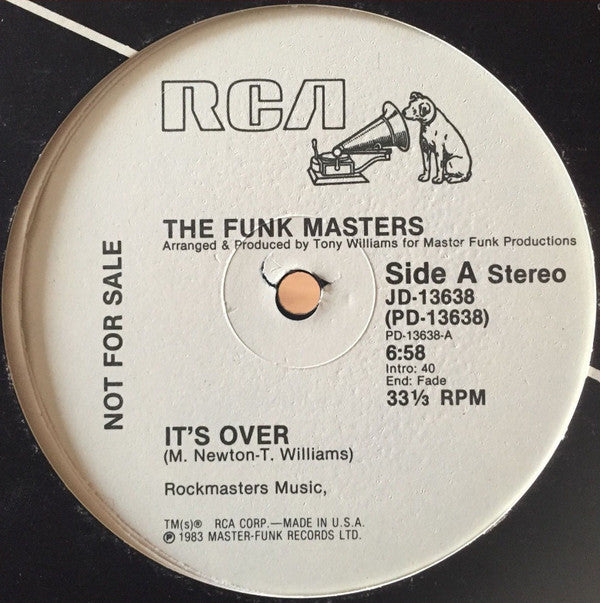 RCA
THE FUNK MASTERS
Arranged & Produced by Tony Williams for Master Funk Productions
NOT FOR SALE
Side A Stereo
JD-13638
(PD-13638)
PD-13638-A
6:58
Intro: 40
End: Fade
33⅓ RPM
IT'S OVER
(M. Newton-T. Williams)
Rockmasters Music,
TM(s)® RCA CORP.—MADE IN U.S.A.
℗ 1983 MASTER-FUNK RECORDS LTD.